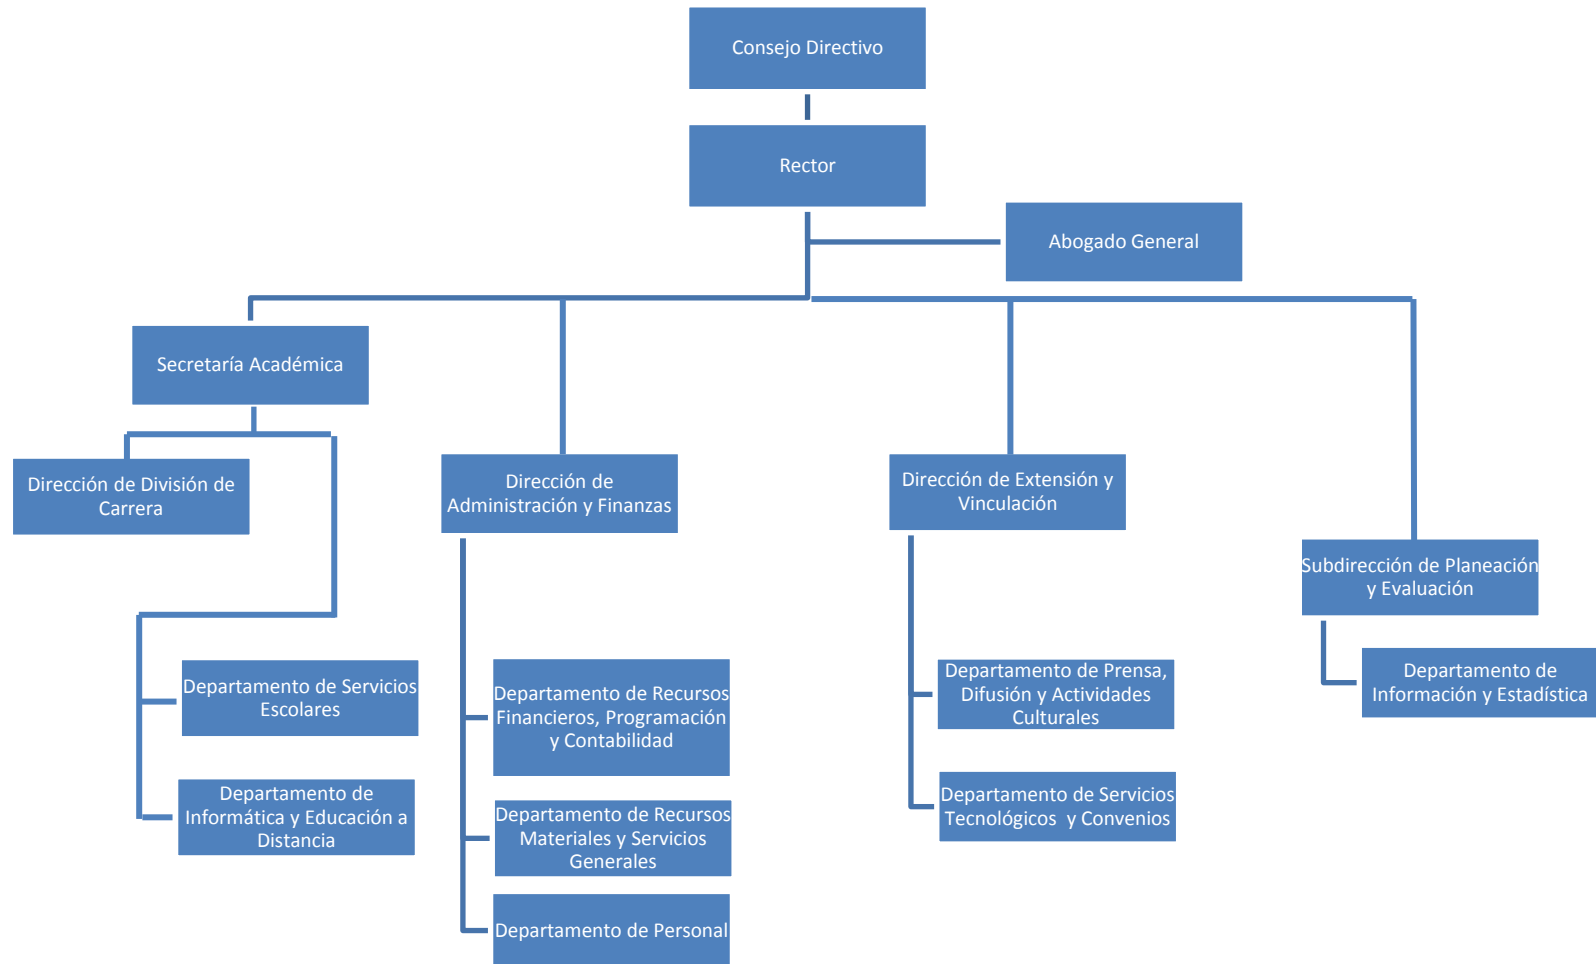 Consejo Directivo
Rector
Abogado General
Secretaría Académica
Dirección de División de
Carrera
Dirección de
Administración y Finanzas
Dirección de Extensión y
Vinculación
Subdirección de Planeación
y Evaluación
Departamento de Servicios
Escolares
Departamento de
Informática y Educación a
Distancia
Departamento de Recursos
Financieros, Programación
y Contabilidad
Departamento de Recursos
Materiales y Servicios
Generales
Departamento de Personal
Departamento de Prensa,
Difusión y Actividades
Culturales
Departamento de Servicios
Tecnológicos  y Convenios
Departamento de
Información y Estadística